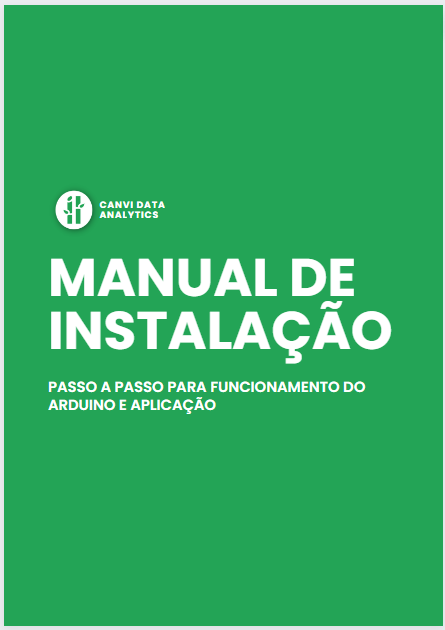 CANVI DATA
ANALYTICS
MANUAL DE
INSTALAÇÃO
PASSO A PASSO PARA FUNCIONAMENTO DO
ARDUINO E APLICAÇÃO